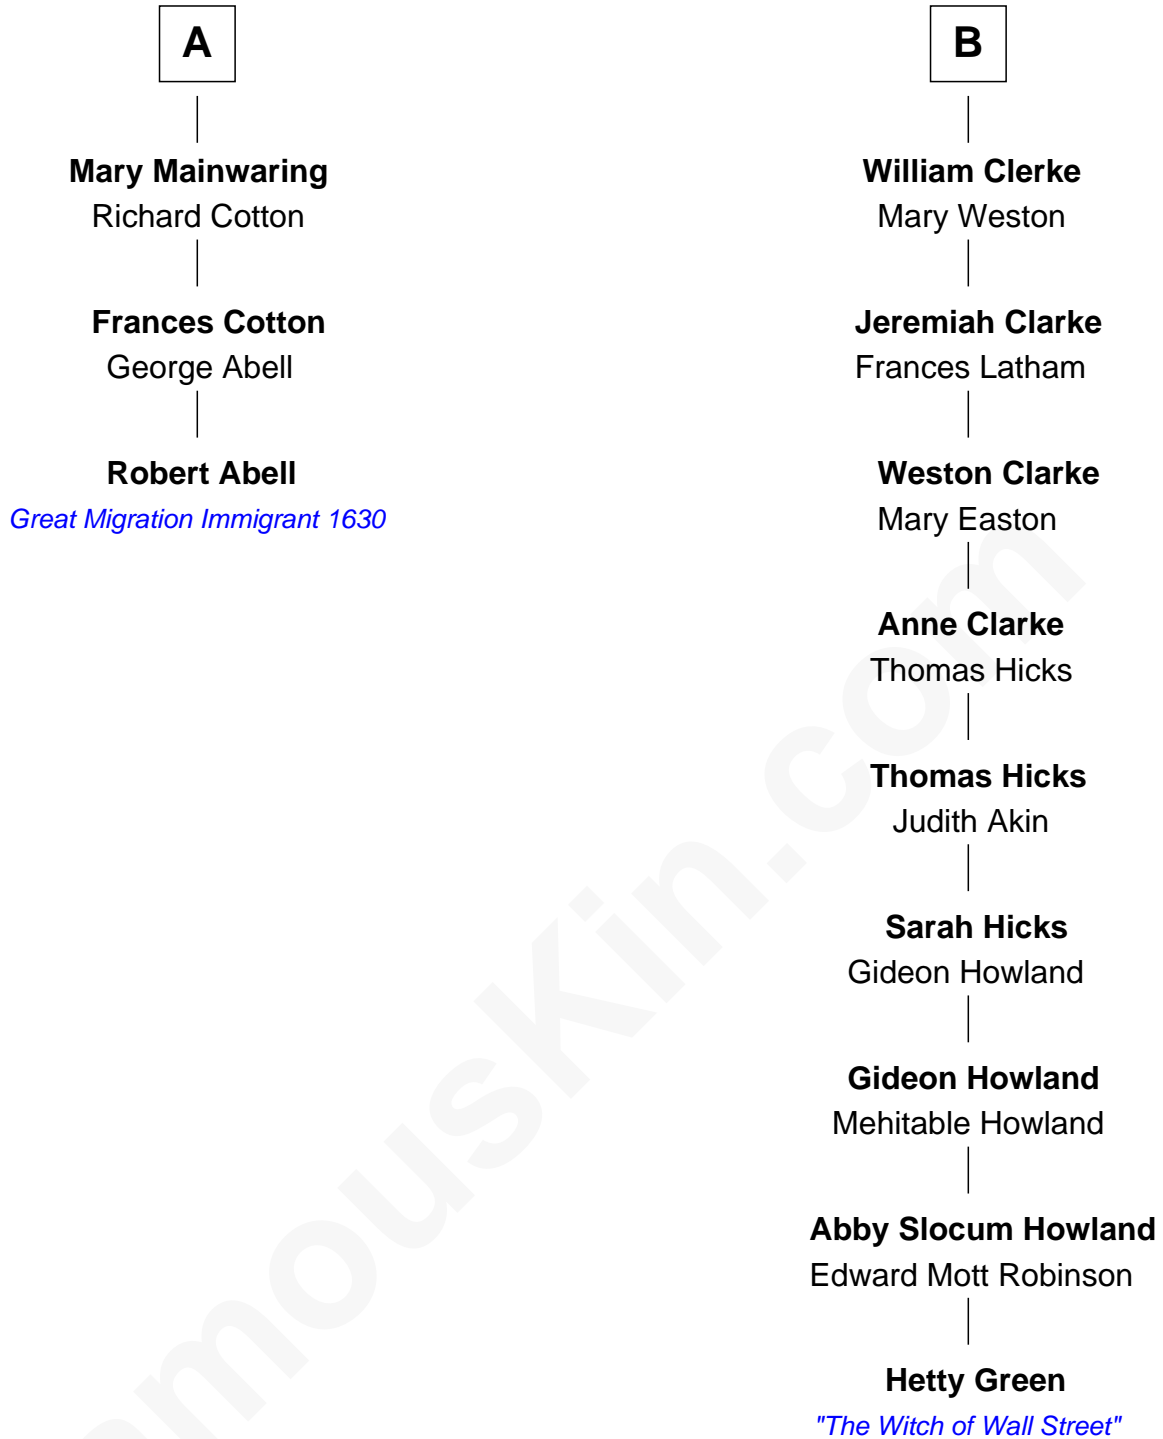 A
Mary Mainwaring
Richard Cotton
Frances Cotton
George Abell
Robert Abell
Great Migration Immigrant 1630
B
William Clerke
Mary Weston
Jeremiah Clarke
Frances Latham
Weston Clarke
Mary Easton
Anne Clarke
Thomas Hicks
Thomas Hicks
Judith Akin
Sarah Hicks
Gideon Howland
Gideon Howland
Mehitable Howland
Abby Slocum Howland
Edward Mott Robinson
Hetty Green
"The Witch of Wall Street"
amousKin.com